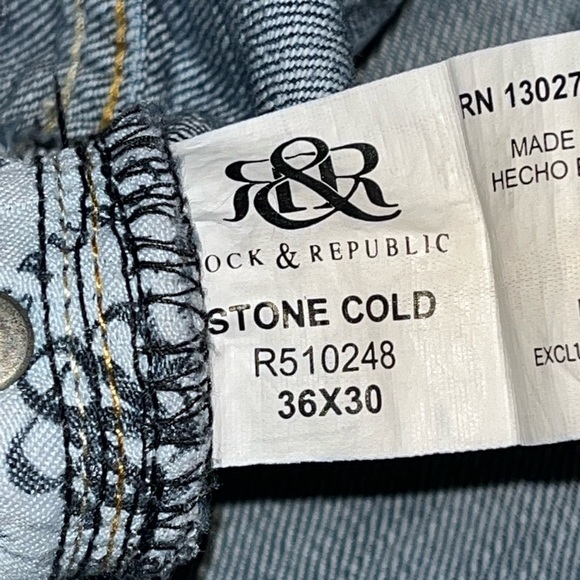 R&R
OCK & REPUBLIC
STONE COLD
R510248
36X30
RN 13027
MADE
HECHO
EXCLU